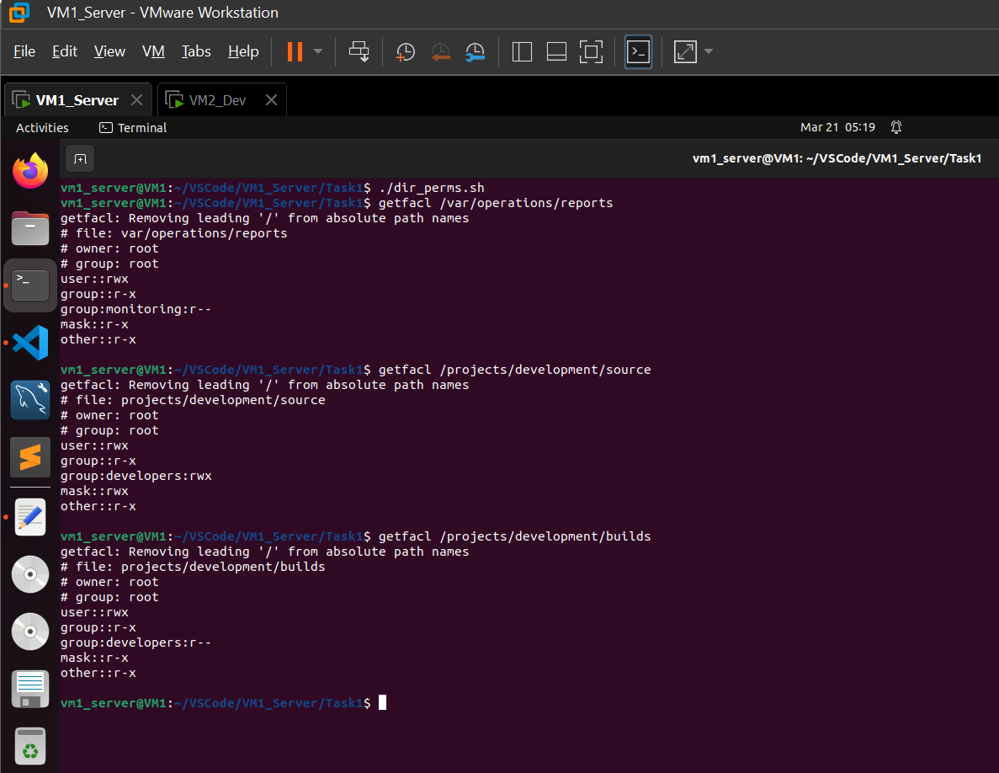 VM1_Server - VMware Workstation
File Edit View VM Tabs Help
VM1_Server VM2_Dev
Activities Terminal Mar 21 05:19
vm1_server@VM1: ~/VSCode/VM1_Server/Task1
vm1_server@VM1:~/VSCode/VM1_Server/Task1$ ./dir_perms.sh
vm1_server@VM1:~/VSCode/VM1_Server/Task1$ getfacl /var/operations/reports
getfacl: Removing leading '/' from absolute path names
# file: var/operations/reports
# owner: root
# group: root
user::rwx
group::r-x
group:monitoring:r--
mask::r-x
other::r-x
vm1_server@VM1:~/VSCode/VM1_Server/Task1$ getfacl /projects/development/source
getfacl: Removing leading '/' from absolute path names
# file: projects/development/source
# owner: root
# group: root
user::rwx
group::r-x
group:developers:rwx
mask::rwx
other::r-x
vm1_server@VM1:~/VSCode/VM1_Server/Task1$ getfacl /projects/development/builds
getfacl: Removing leading '/' from absolute path names
# file: projects/development/builds
# owner: root
# group: root
user::rwx
group::r-x
group:developers:r--
mask::r-x
other::r-x
vm1_server@VM1:~/VSCode/VM1_Server/Task1$